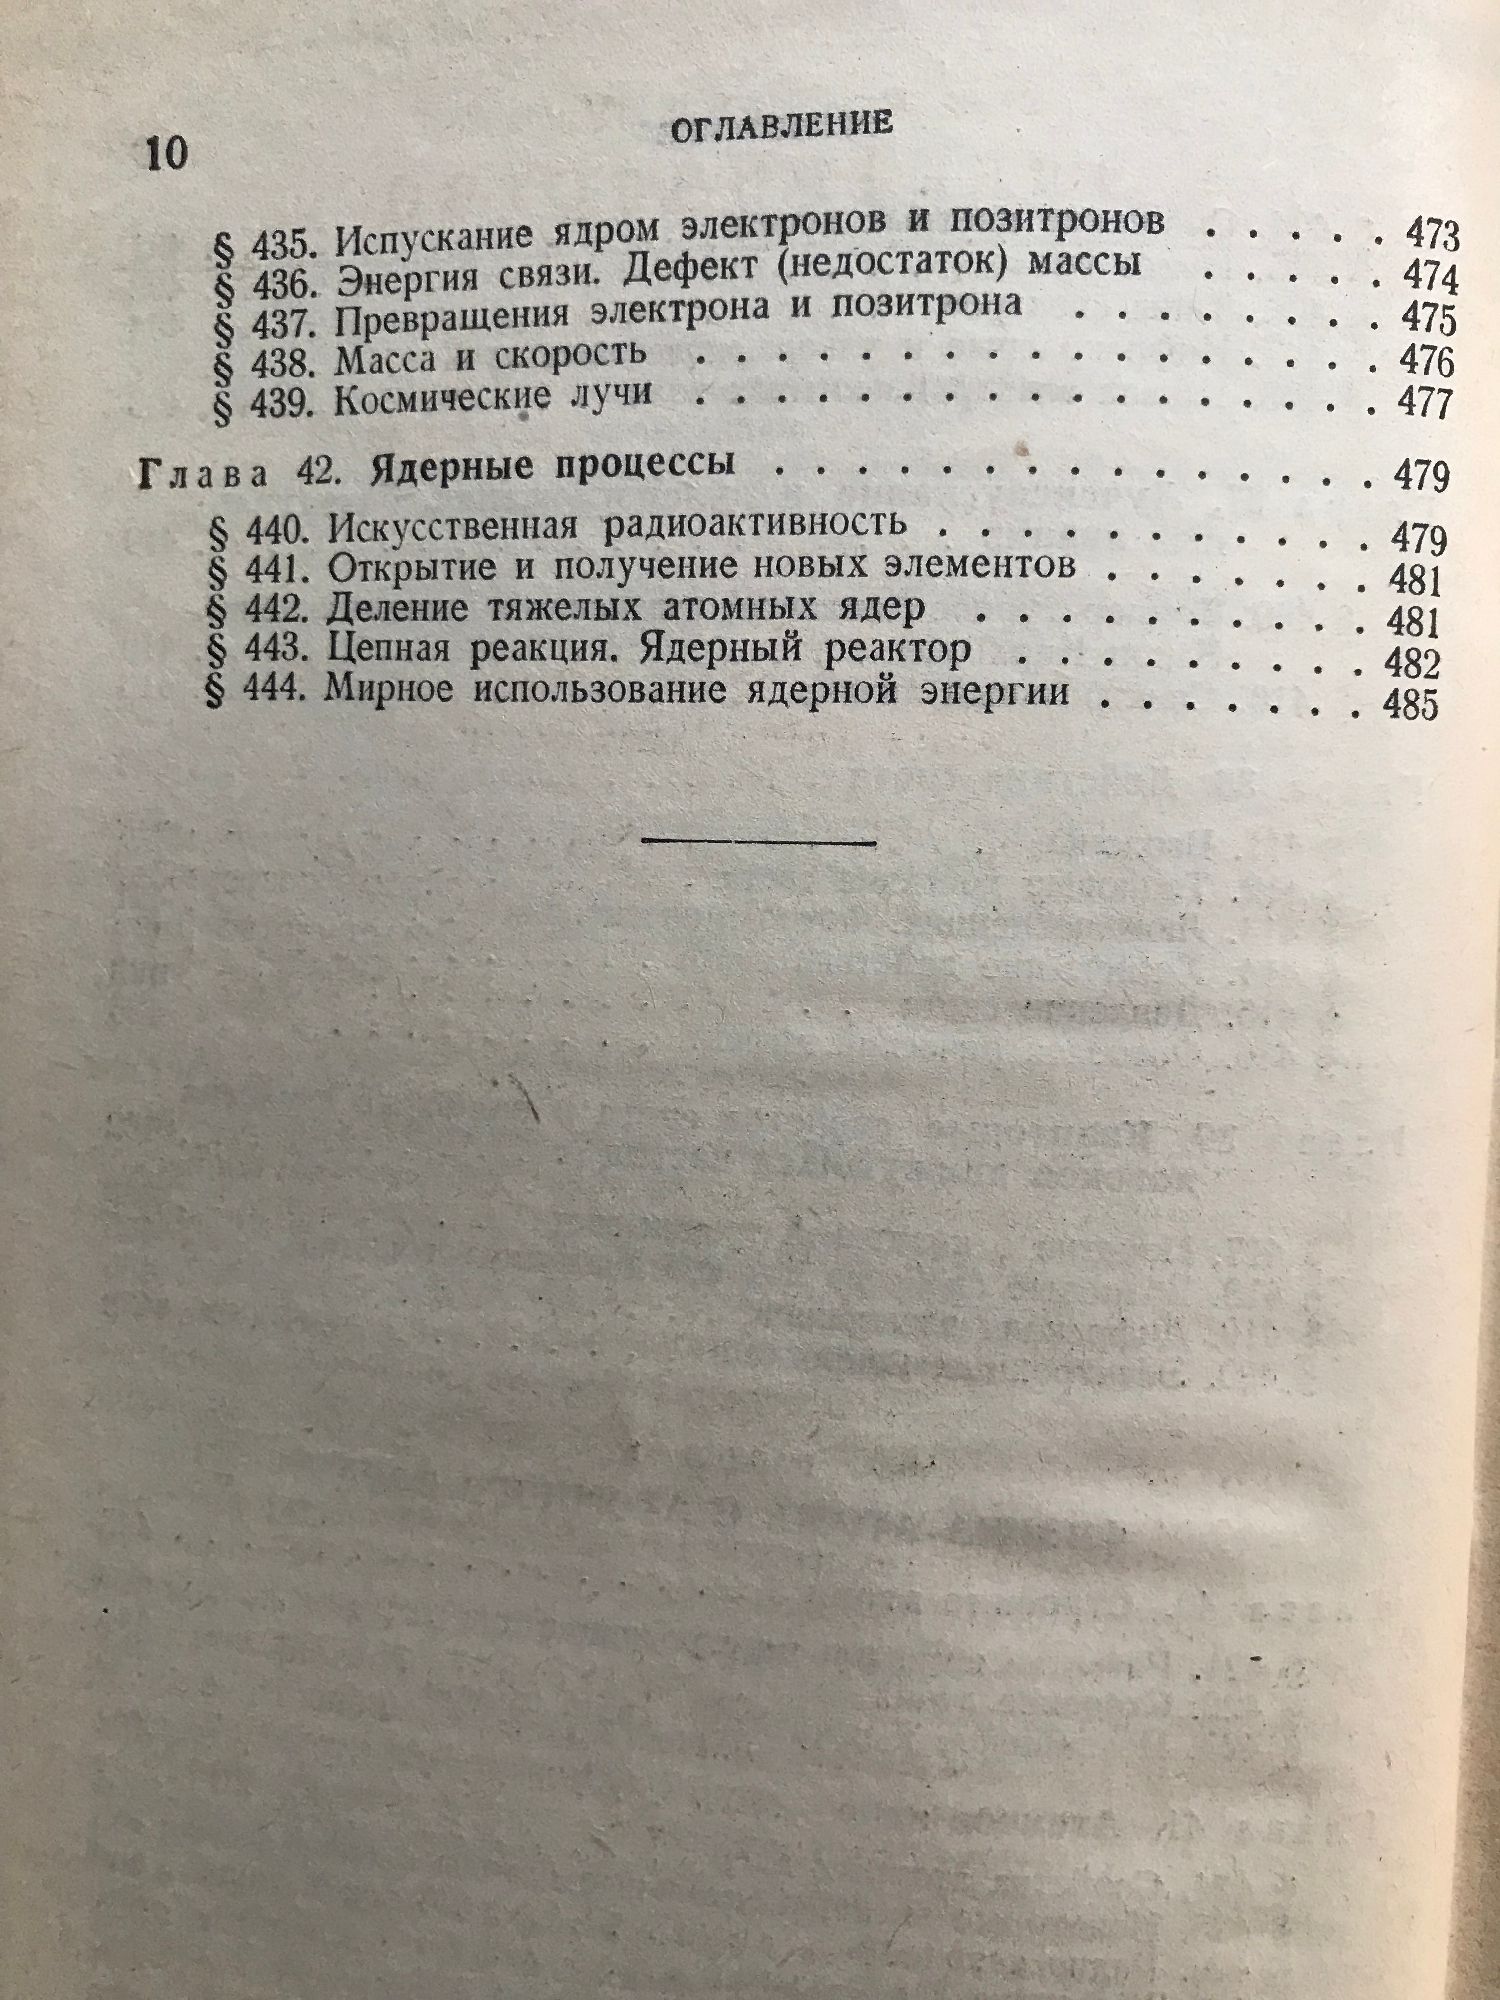 10
ОГЛАВЛЕНИЕ
§ 435. Испускание ядром электронов и позитронов . . . . . 473
§ 436. Энергия связи. Дефект (недостаток) массы . . . . . 474
§ 437. Превращения электрона и позитрона . . . . . . . . 475
§ 438. Масса и скорость . . . . . . . . . . . . . . . . . 476
§ 439. Космические лучи . . . . . . . . . . . . . . . . . 477
Глава 42. Ядерные процессы . . . . . . . . . . . . . . . 479
§ 440. Искусственная радиоактивность . . . . . . . . . . . 479
§ 441. Открытие и получение новых элементов . . . . . . . 481
§ 442. Деление тяжелых атомных ядер . . . . . . . . . . 481
§ 443. Цепная реакция. Ядерный реактор . . . . . . . . . 482
§ 444. Мирное использование ядерной энергии . . . . . . . 485